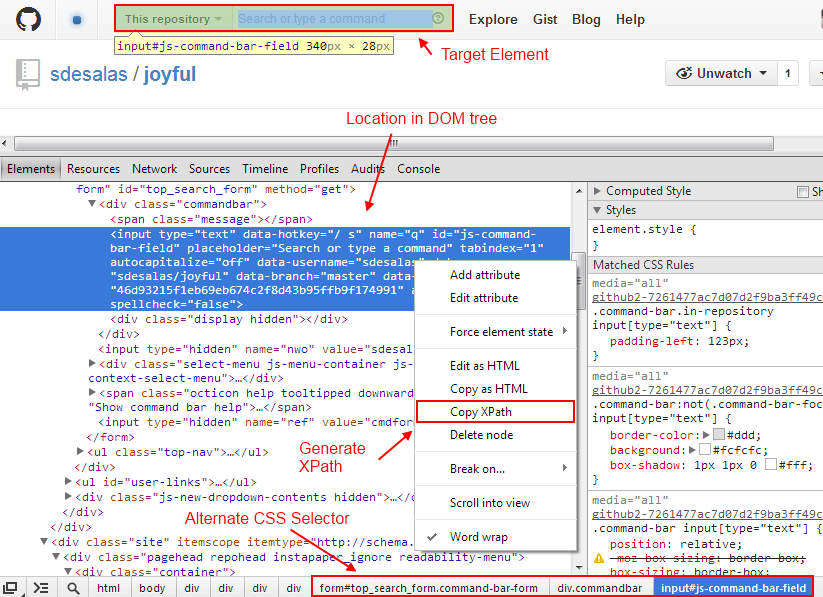 This repository
Search or type a command
Explore Gist Blog Help
input#js-command-bar-field 340px × 28px
Target Element
sdesalas / joyful
Unwatch
1
Location in DOM tree
Elements Resources Network Sources Timeline Profiles Audits Console
form" id="top_search_form" method="get">
<div class="commandbar">
<span class="message"></span>
<input type="text" data-hotkey="/ s" name="q" id="js-command-
bar-field" placeholder="Search or type a command" tabindex="1"
autocapitalize="off" data-username="sdesalas"
"sdesalas/joyful" data-branch="master" data-
"46d93215f1eb69eb674c2f8d43b95ffb9f174991" a
spellcheck="false">
<div class="display hidden"></div>
</div>
<input type="hidden" name="nwo" value="sdesal
<div class="select-menu js-menu-container js-
context-select-menu">…</div>
<span class="octicon help tooltipped downward
"Show command bar help">…</span>
<input type="hidden" name="ref" value="cmdfor
</form>
<ul class="top-nav">…</ul>
</div>
<ul id="user-links">…</ul>
<div class="js-new-dropdown-contents hidden">…</d
</div>
</div>
<div class="site" itemscope itemtype="http://schema.
<div class="pagehead repohead instapaper_ignore readability-menu">
<div class="container">
Add attribute
Edit attribute
Force element state
Edit as HTML
Copy as HTML
Copy XPath
Delete node
Break on...
Scroll into view
Word wrap
Generate
XPath
Alternate CSS Selector
Computed Style
Sh
Styles
element.style {
}
Matched CSS Rules
media="all"
github2-7261477ac7d07d2f9ba3ff49c
.command-bar.in-repository
input[type="text"] {
padding-left: 123px;
}
media="all"
github2-7261477ac7d07d2f9ba3ff49c
.command-bar:not(.command-bar-foc
input[type="text"] {
border-color: #ddd;
background: #fcfcfc;
box-shadow: 1px 1px 0 #fff;
}
media="all"
github2-7261477ac7d07d2f9ba3ff49c
.command-bar input[type="text"] {
position: relative;
-moz-box-sizing: border-box;
box-sizing: border-box;
html body div div div div form#top_search_form.command-bar-form div.commandbar input#js-command-bar-field